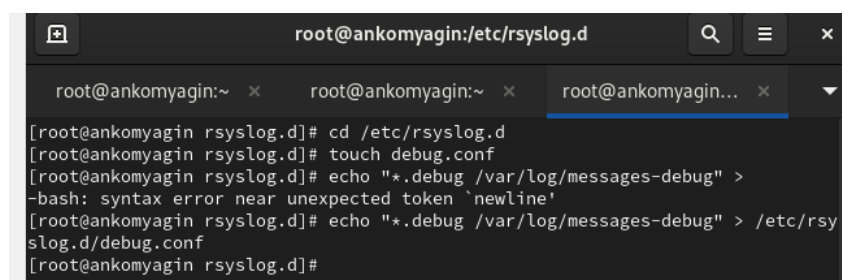 root@ankomyagin:/etc/rsyslog.d
root@ankomyagin:~ root@ankomyagin:~ root@ankomyagin...
[root@ankomyagin rsyslog.d]# cd /etc/rsyslog.d
[root@ankomyagin rsyslog.d]# touch debug.conf
[root@ankomyagin rsyslog.d]# echo "*.debug /var/log/messages-debug" >
-bash: syntax error near unexpected token `newline'
[root@ankomyagin rsyslog.d]# echo "*.debug /var/log/messages-debug" > /etc/rsy
slog.d/debug.conf
[root@ankomyagin rsyslog.d]#